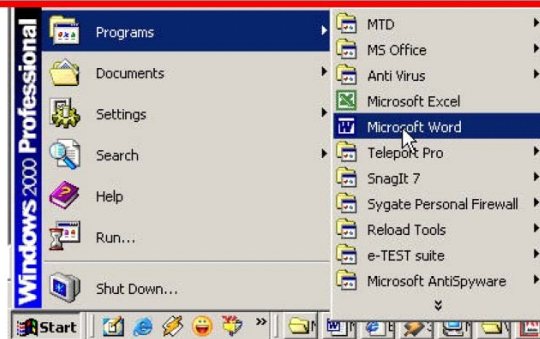 Windows 2000 Professional
Programs
Documents
Settings
Search
Help
Run...
Shut Down...
MTD
MS Office
Anti Virus
Microsoft Excel
Microsoft Word
Teleport Pro
SnagIt 7
Sygate Personal Firewall
Reload Tools
e-TEST suite
Microsoft AntiSpyware
Start